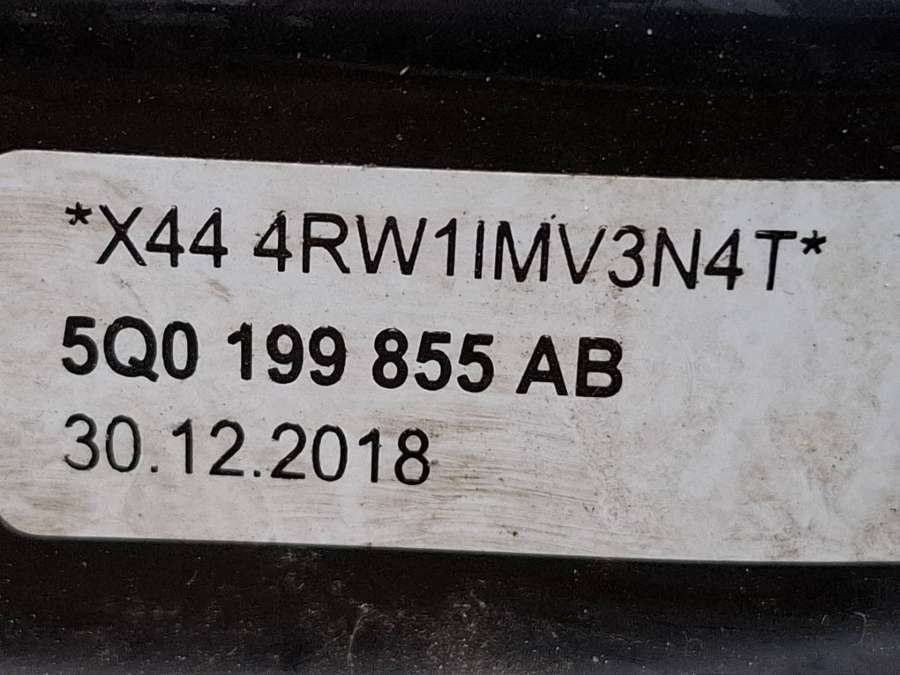 *X44 4RW1IMV3N4T*
5Q0 199 855 AB
30.12.2018